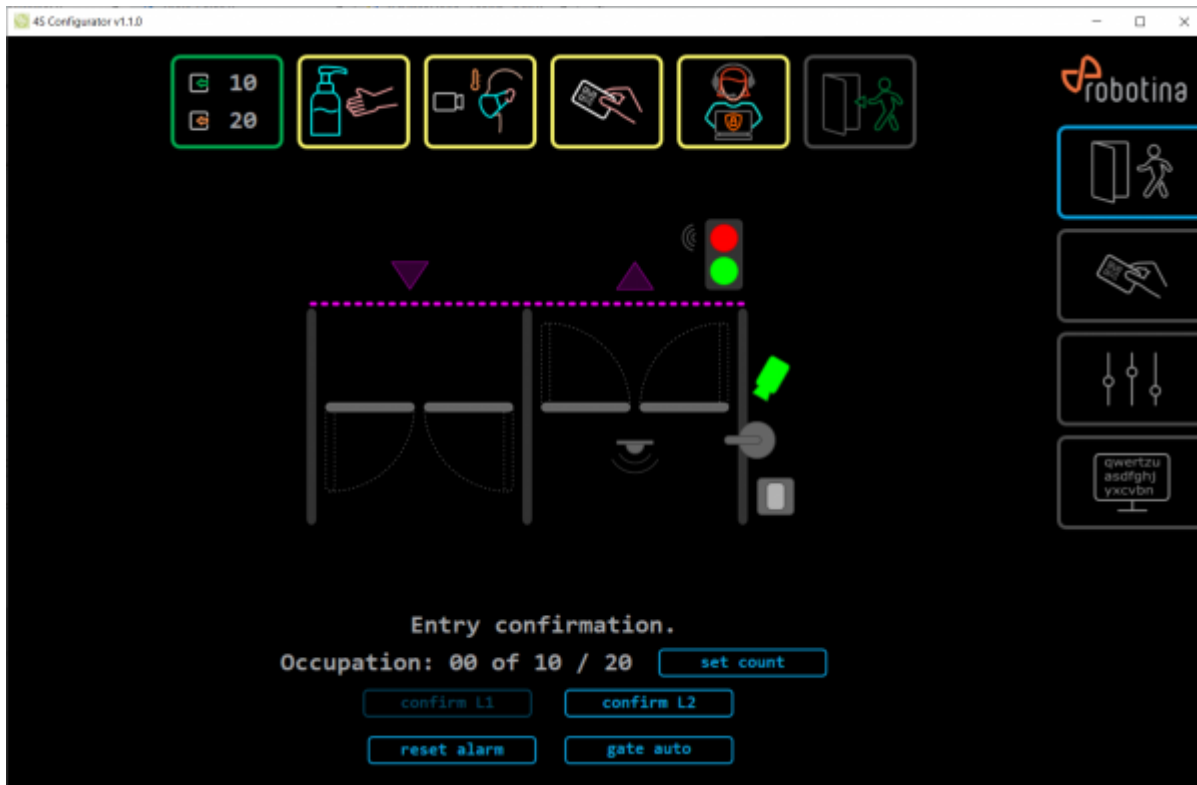 4S Configurator v1.1.0
10
20
robotina
qwertzu
asdfghj
yxcvbn
Entry confirmation.
Occupation: 00 of 10 / 20
set count
confirm L1
confirm L2
reset alarm
gate auto